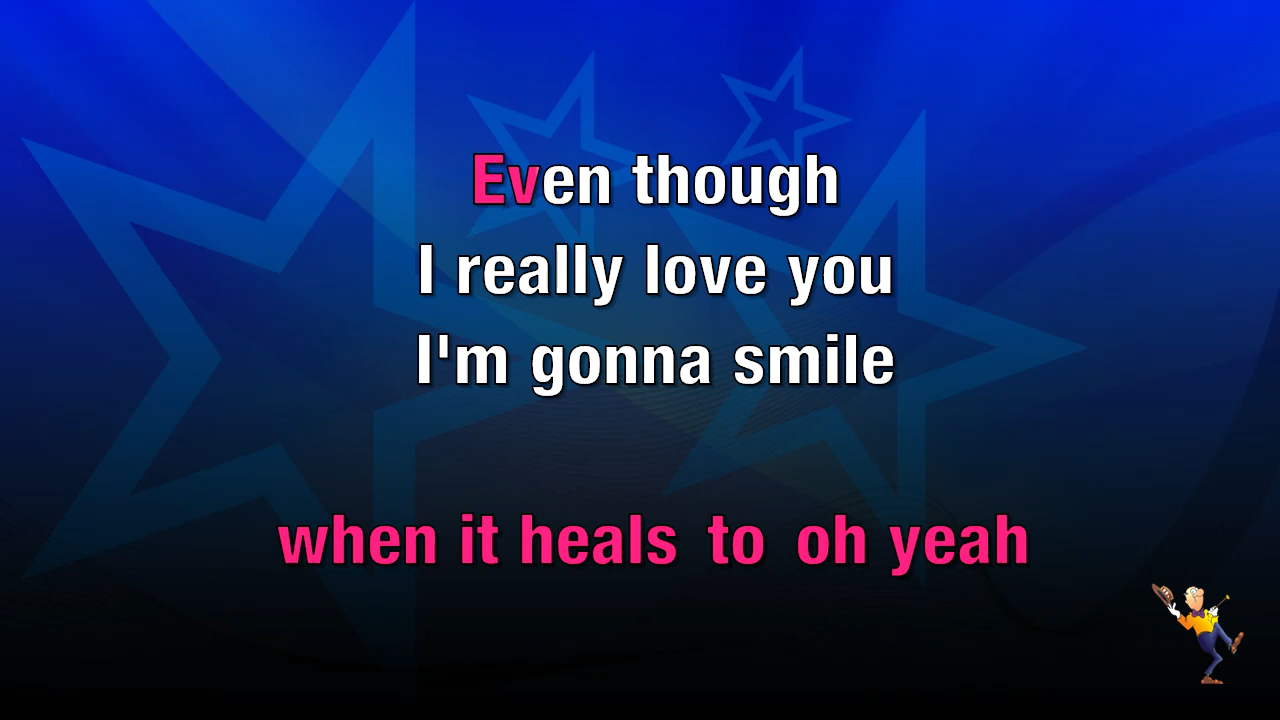 Even though
I really love you
I'm gonna smile
when it heals to oh yeah